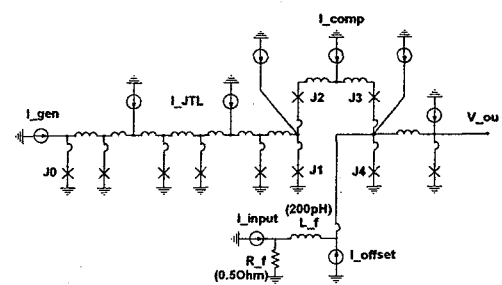 I_comp
I_gen
I_JTL
J2
J3
V_ou
J0
J1
J4
I_input
(200pH)
L_f
R_f
(0.5Ohm)
I_offset